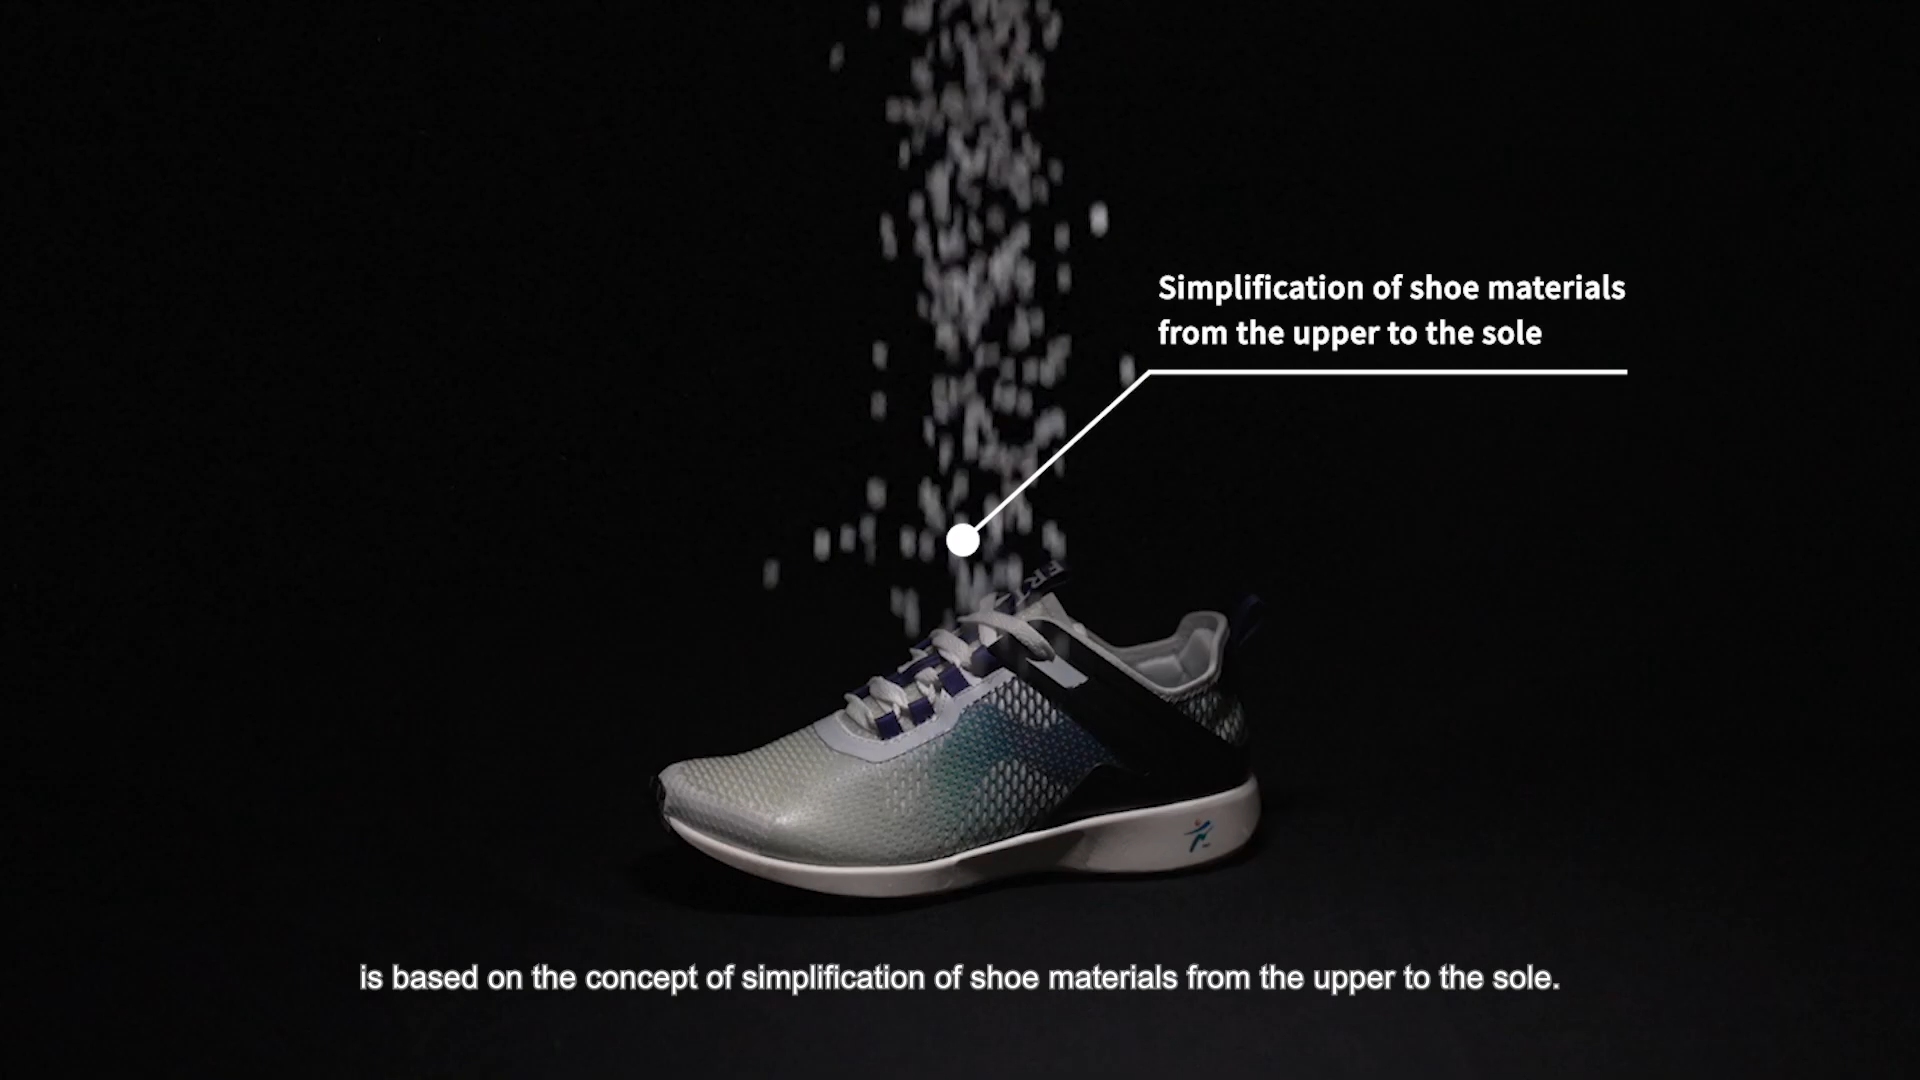 Simplification of shoe materials
from the upper to the sole
is based on the concept of simplification of shoe materials from the upper to the sole.